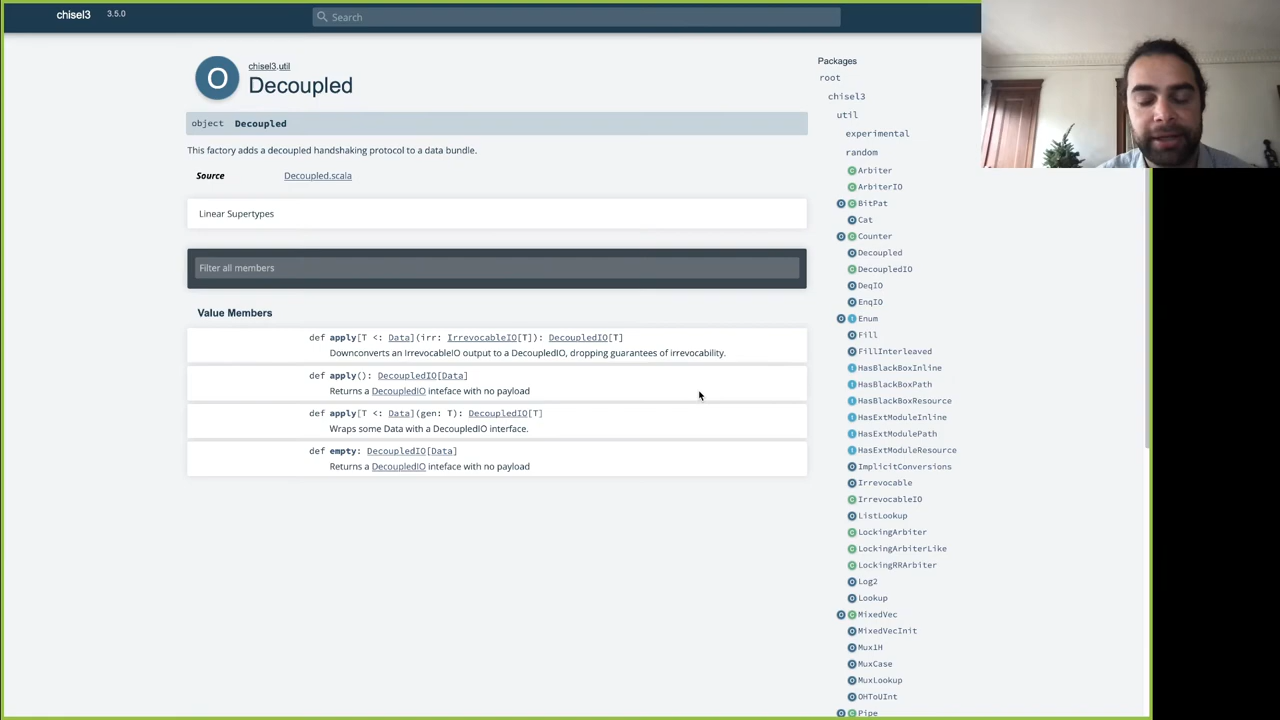 chisel3 3.5.0
Search
O
chisel3.util
Decoupled
object Decoupled
This factory adds a decoupled handshaking protocol to a data bundle.
Source Decoupled.scala
Linear Supertypes
Filter all members
Value Members
def apply[T <: Data](irr: IrrevocableIO[T]): DecoupledIO[T]
Downconverts an IrrevocableIO output to a DecoupledIO, dropping guarantees of irrevocability.
def apply(): DecoupledIO[Data]
Returns a DecoupledIO inteface with no payload
def apply[T <: Data](gen: T): DecoupledIO[T]
Wraps some Data with a DecoupledIO interface.
def empty: DecoupledIO[Data]
Returns a DecoupledIO inteface with no payload
Packages
root
chisel3
util
experimental
random
C Arbiter
C ArbiterIO
O C BitPat
O Cat
O C Counter
O Decoupled
C DecoupledIO
O DeqIO
O EnqIO
O t Enum
O Fill
O FillInterleaved
t HasBlackBoxInline
t HasBlackBoxPath
t HasBlackBoxResource
t HasExtModuleInline
t HasExtModulePath
t HasExtModuleResource
O ImplicitConversions
O Irrevocable
C IrrevocableIO
O ListLookup
C LockingArbiter
C LockingArbiterLike
C LockingRRArbiter
O Log2
O Lookup
O C MixedVec
O MixedVecInit
O Mux1H
O MuxCase
O MuxLookup
O OHToUInt
O C Pipe